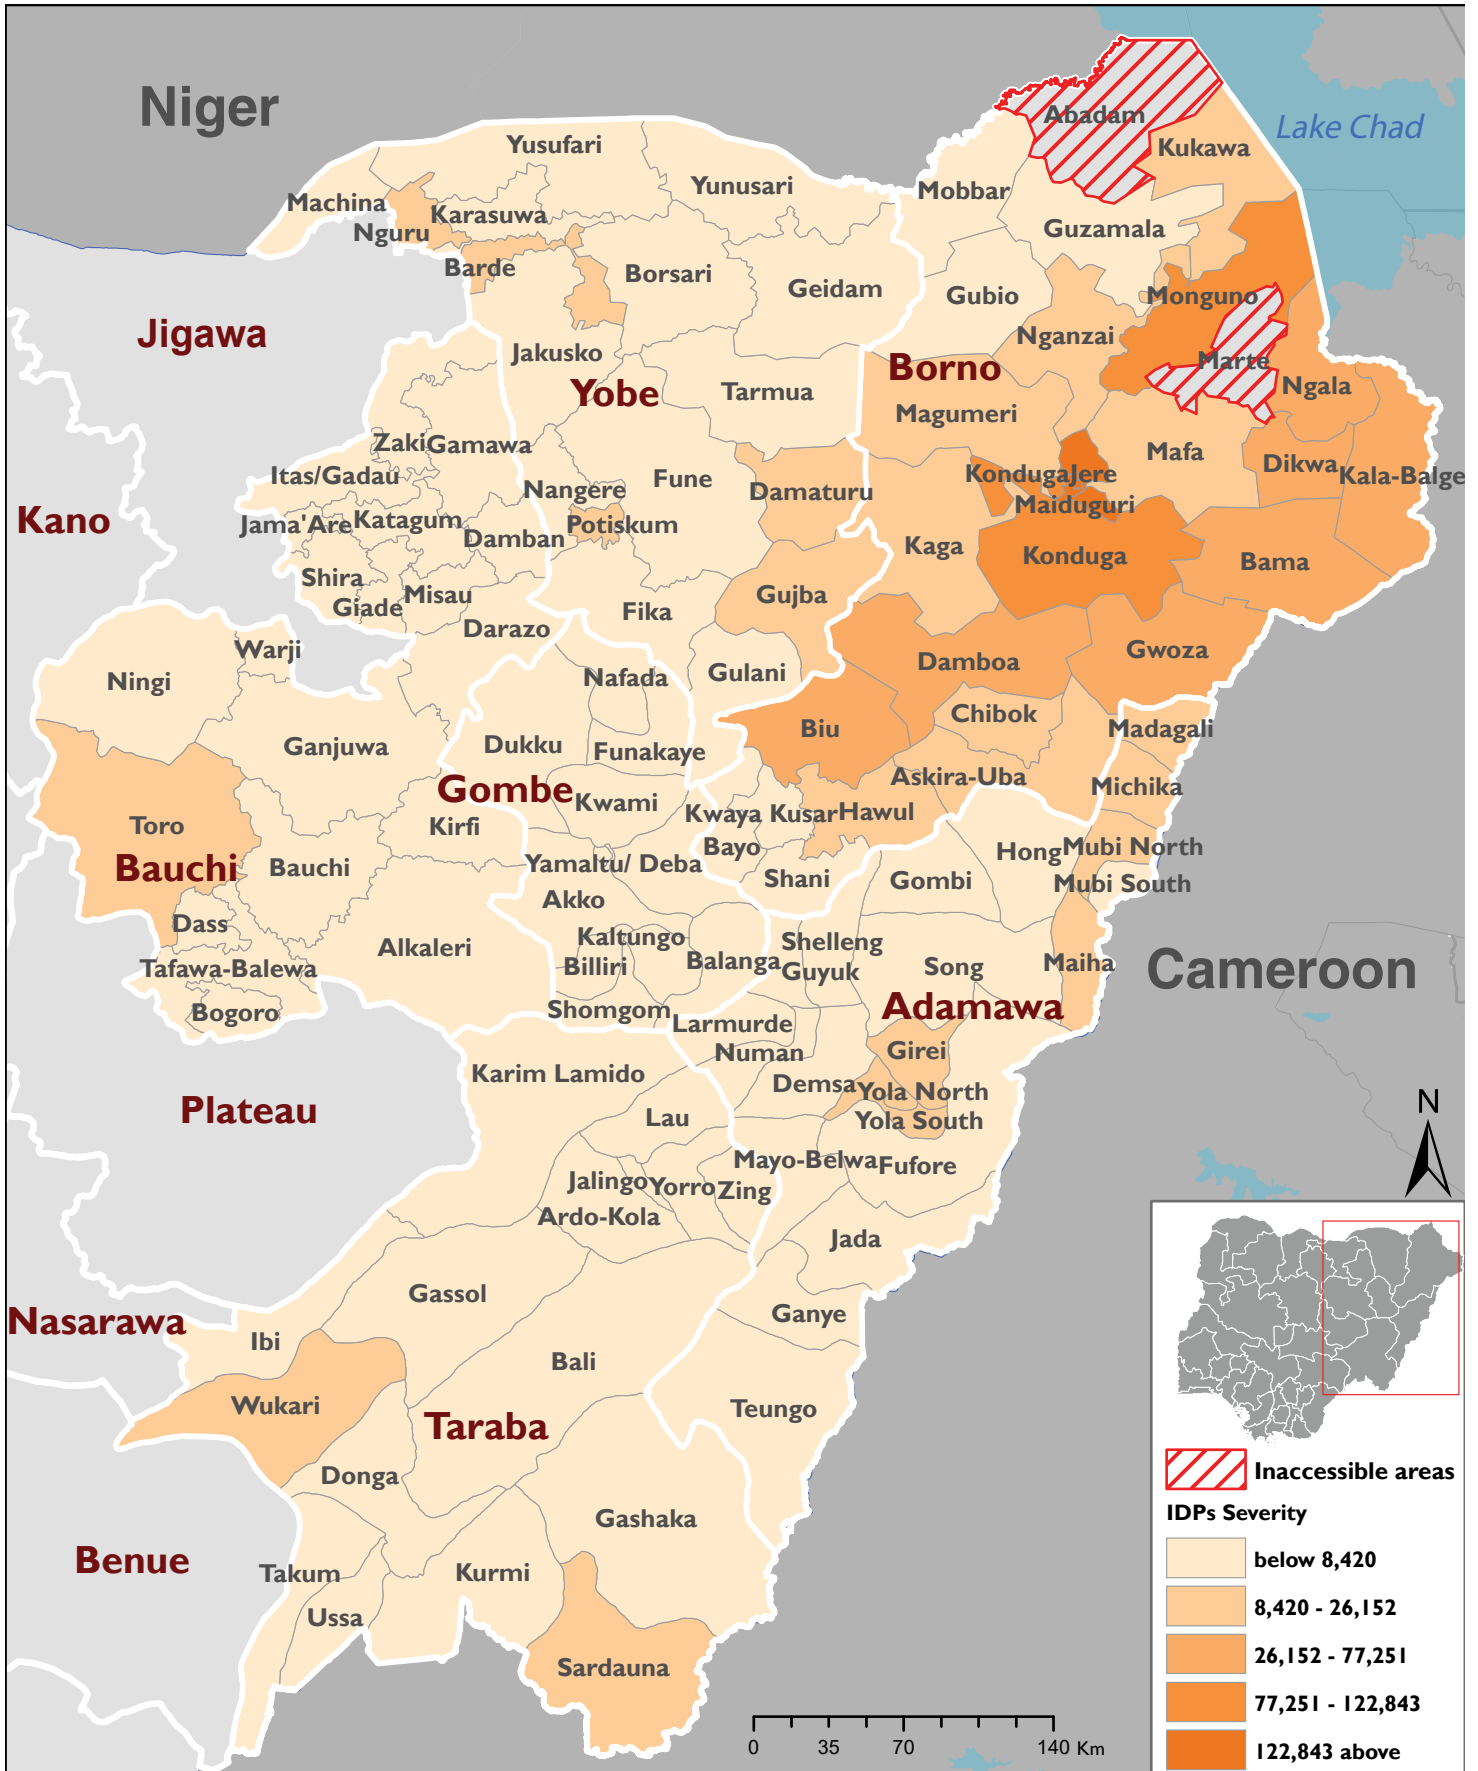 Niger
Lake Chad
Abadam
Kukawa
Yusufari
Yunusari
Mobbar
Machina
Karasuwa
Nguru
Guzamala
Barde
Borsari
Geidam
Gubio
Monguno
Jigawa
Nganzai
Jakusko
Borno
Marte
Yobe
Tarmua
Ngala
Magumeri
Zaki
Gamawa
Mafa
Itas/Gadau
Konduga
Jere
Dikwa
Kala-Balge
Nangere
Fune
Damaturu
Maiduguri
Kano
Jama'Are
Katagum
Potiskum
Damban
Kaga
Konduga
Bama
Shira
Misau
Giade
Gujba
Fika
Darazo
Warji
Gwoza
Damboa
Ningi
Nafada
Gulani
Chibok
Biu
Madagali
Ganjuwa
Dukku
Funakaye
Askira-Uba
Michika
Gombe
Kwami
Kwaya Kusar
Hawul
Toro
Kirfi
Bayo
Hong
Mubi North
Bauchi
Bauchi
Yamaltu/ Deba
Shani
Gombi
Mubi South
Akko
Dass
Kaltungo
Shelleng
Alkaleri
Billiri
Balanga
Guyuk
Song
Maiha
Cameroon
Tafawa-Balewa
Bogoro
Shomgom
Larmurde
Adamawa
Numan
Girei
Karim Lamido
Demsa
Yola North
Plateau
Lau
Yola South
Mayo-Belwa
Fufore
Jalingo
Yorro
Zing
Ardo-Kola
Jada
N
Gassol
Ganye
Nasarawa
Ibi
Bali
Wukari
Taraba
Teungo
Donga
Gashaka
Benue
Takum
Kurmi
Ussa
Sardauna
Inaccessible areas
IDPs Severity
below 8,420
8,420 - 26,152
26,152 - 77,251
77,251 - 122,843
122,843 above
0 35 70 140 Km